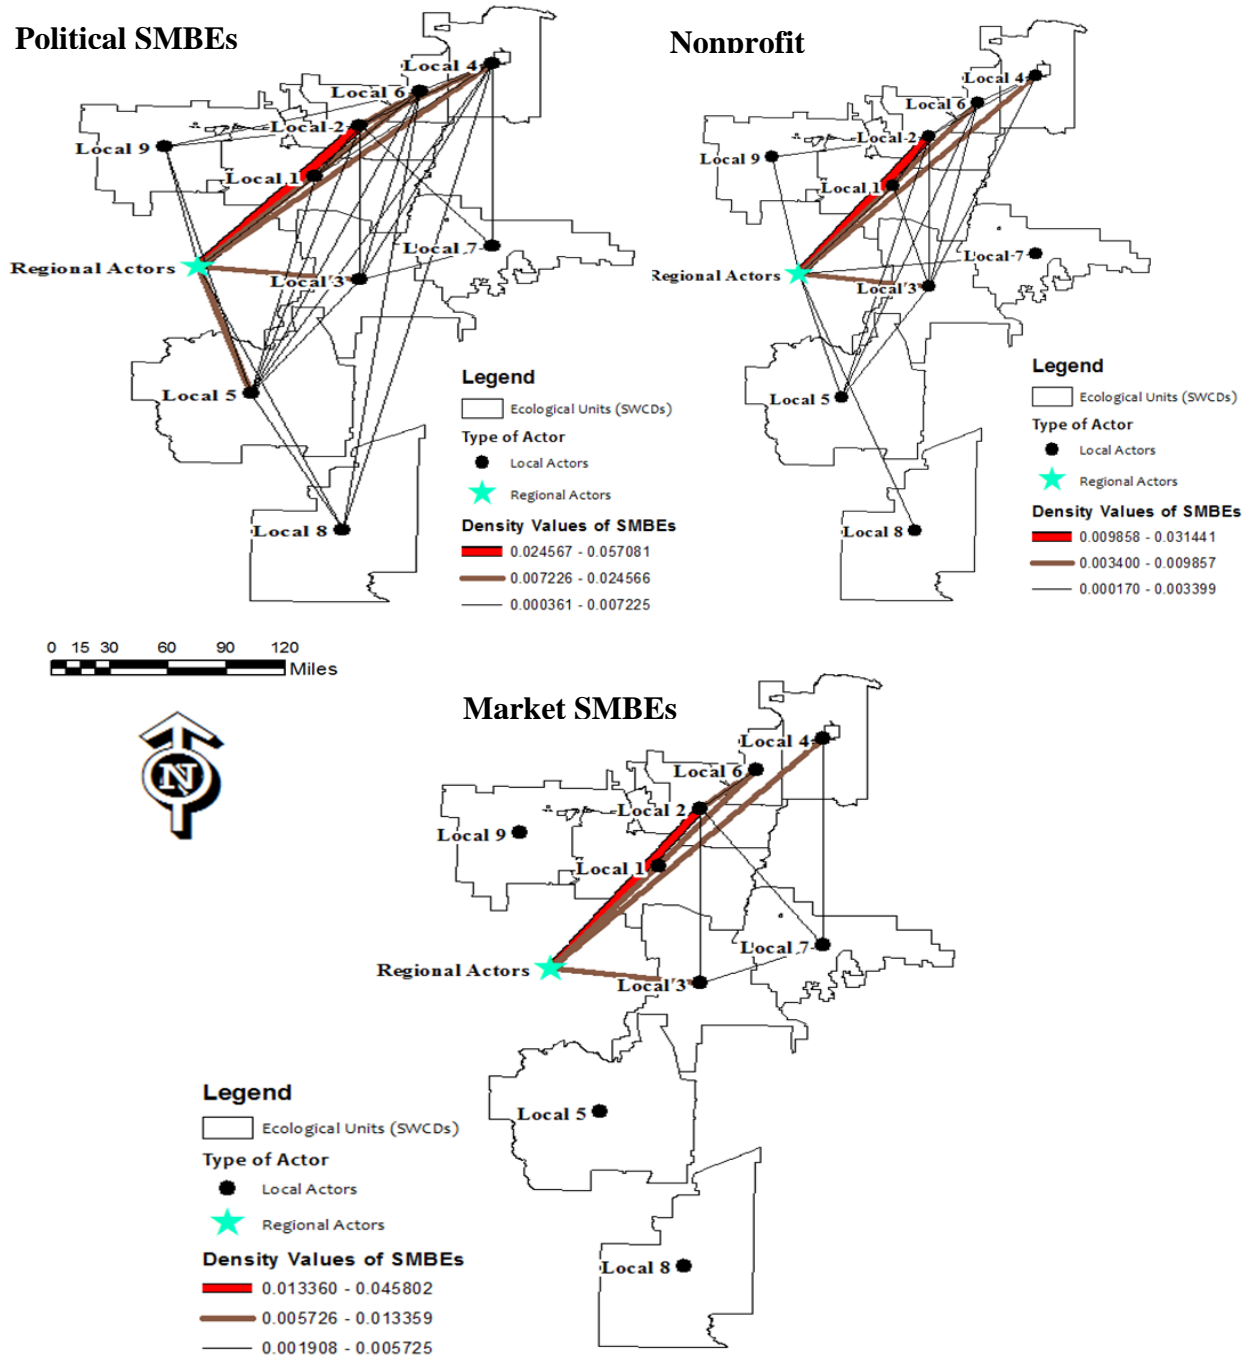 Political SMBEs
Local 4
Local 6
Local 2
Local 9
Local 1
Local 7
Regional Actors
Local 3
Local 5
Local 8
Legend
Ecological Units (SWCDs)
Type of Actor
Local Actors
Regional Actors
Density Values of SMBEs
0.024567 - 0.057081
0.007226 - 0.024566
0.000361 - 0.007225
Nonprofit
Local 4
Local 6
Local 2
Local 9
Local 1
Local 7
Regional Actors
Local 3
Local 5
Local 8
Legend
Ecological Units (SWCDs)
Type of Actor
Local Actors
Regional Actors
Density Values of SMBEs
0.009858 - 0.031441
0.003400 - 0.009857
0.000170 - 0.003399
0 15 30 60 90 120
Miles
N
Market SMBEs
Local 4
Local 6
Local 2
Local 9
Local 1
Local 7
Regional Actors
Local 3
Local 5
Local 8
Legend
Ecological Units (SWCDs)
Type of Actor
Local Actors
Regional Actors
Density Values of SMBEs
0.013360 - 0.045802
0.005726 - 0.013359
0.001908 - 0.005725